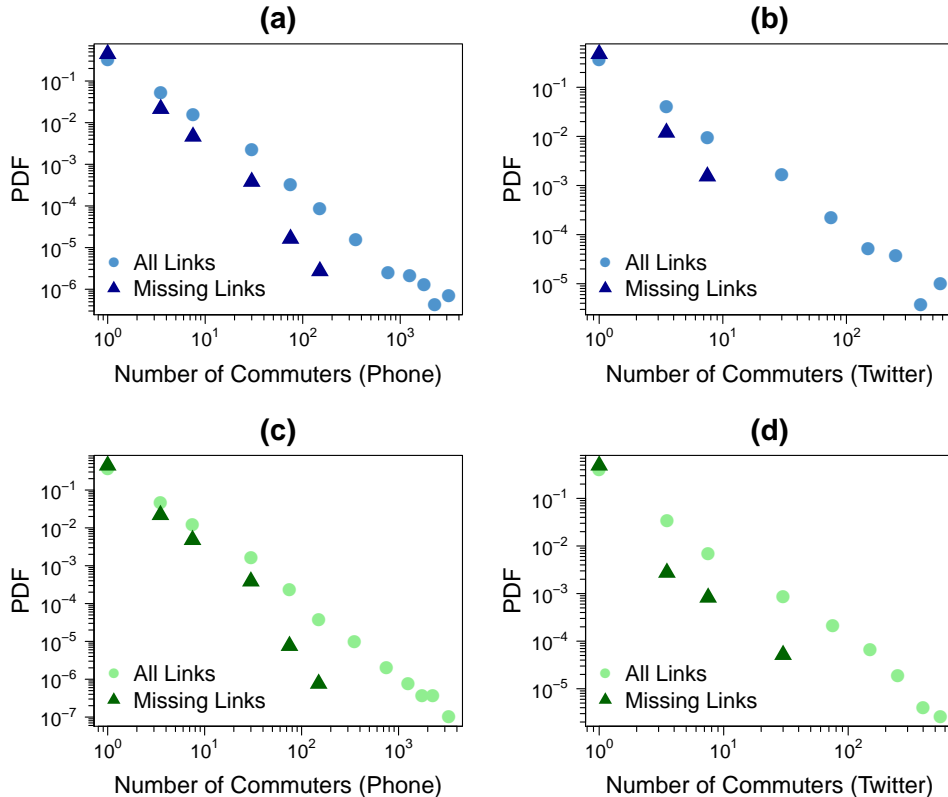 (a)
PDF
10^-1
10^-2
10^-3
10^-4
10^-5
10^-6
All Links
Missing Links
10^0 10^1 10^2 10^3
Number of Commuters (Phone)
(b)
PDF
10^-1
10^-2
10^-3
10^-4
10^-5
All Links
Missing Links
10^0 10^1 10^2
Number of Commuters (Twitter)
(c)
PDF
10^-1
10^-2
10^-3
10^-4
10^-5
10^-6
10^-7
All Links
Missing Links
10^0 10^1 10^2 10^3
Number of Commuters (Phone)
(d)
PDF
10^-1
10^-2
10^-3
10^-4
10^-5
All Links
Missing Links
10^0 10^1 10^2
Number of Commuters (Twitter)